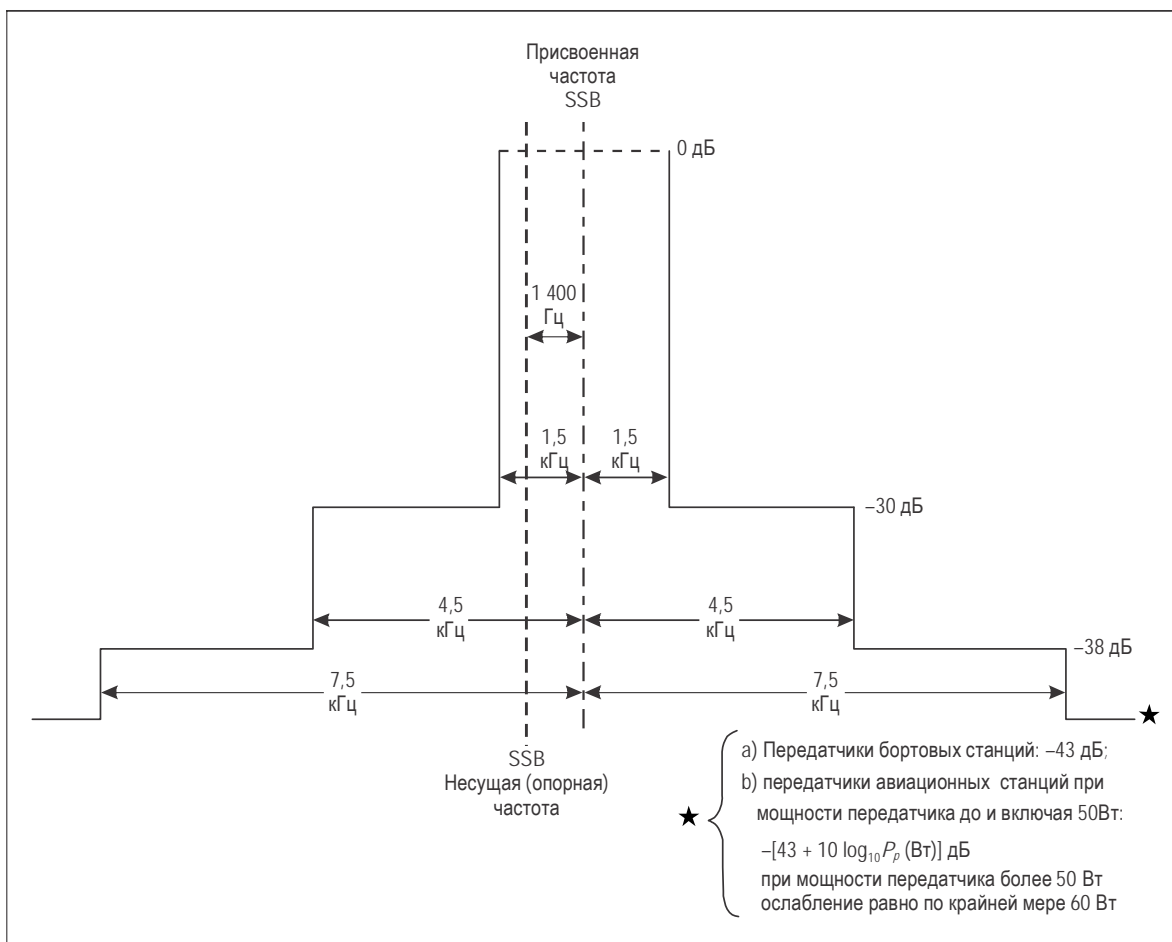 Присвоенная
частота
SSB
0 дБ
1 400
Гц
1,5
кГц
1,5
кГц
–30 дБ
4,5
кГц
4,5
кГц
–38 дБ
7,5
кГц
7,5
кГц
★
SSB
Несущая (опорная)
частота
★
a) Передатчики бортовых станций: –43 дБ;
b) передатчики авиационных станций при
мощности передатчика до и включая 50Вт:
–[43 + 10 log₁₀Pₚ (Вт)] дБ
при мощности передатчика более 50 Вт
ослабление равно по крайней мере 60 Вт